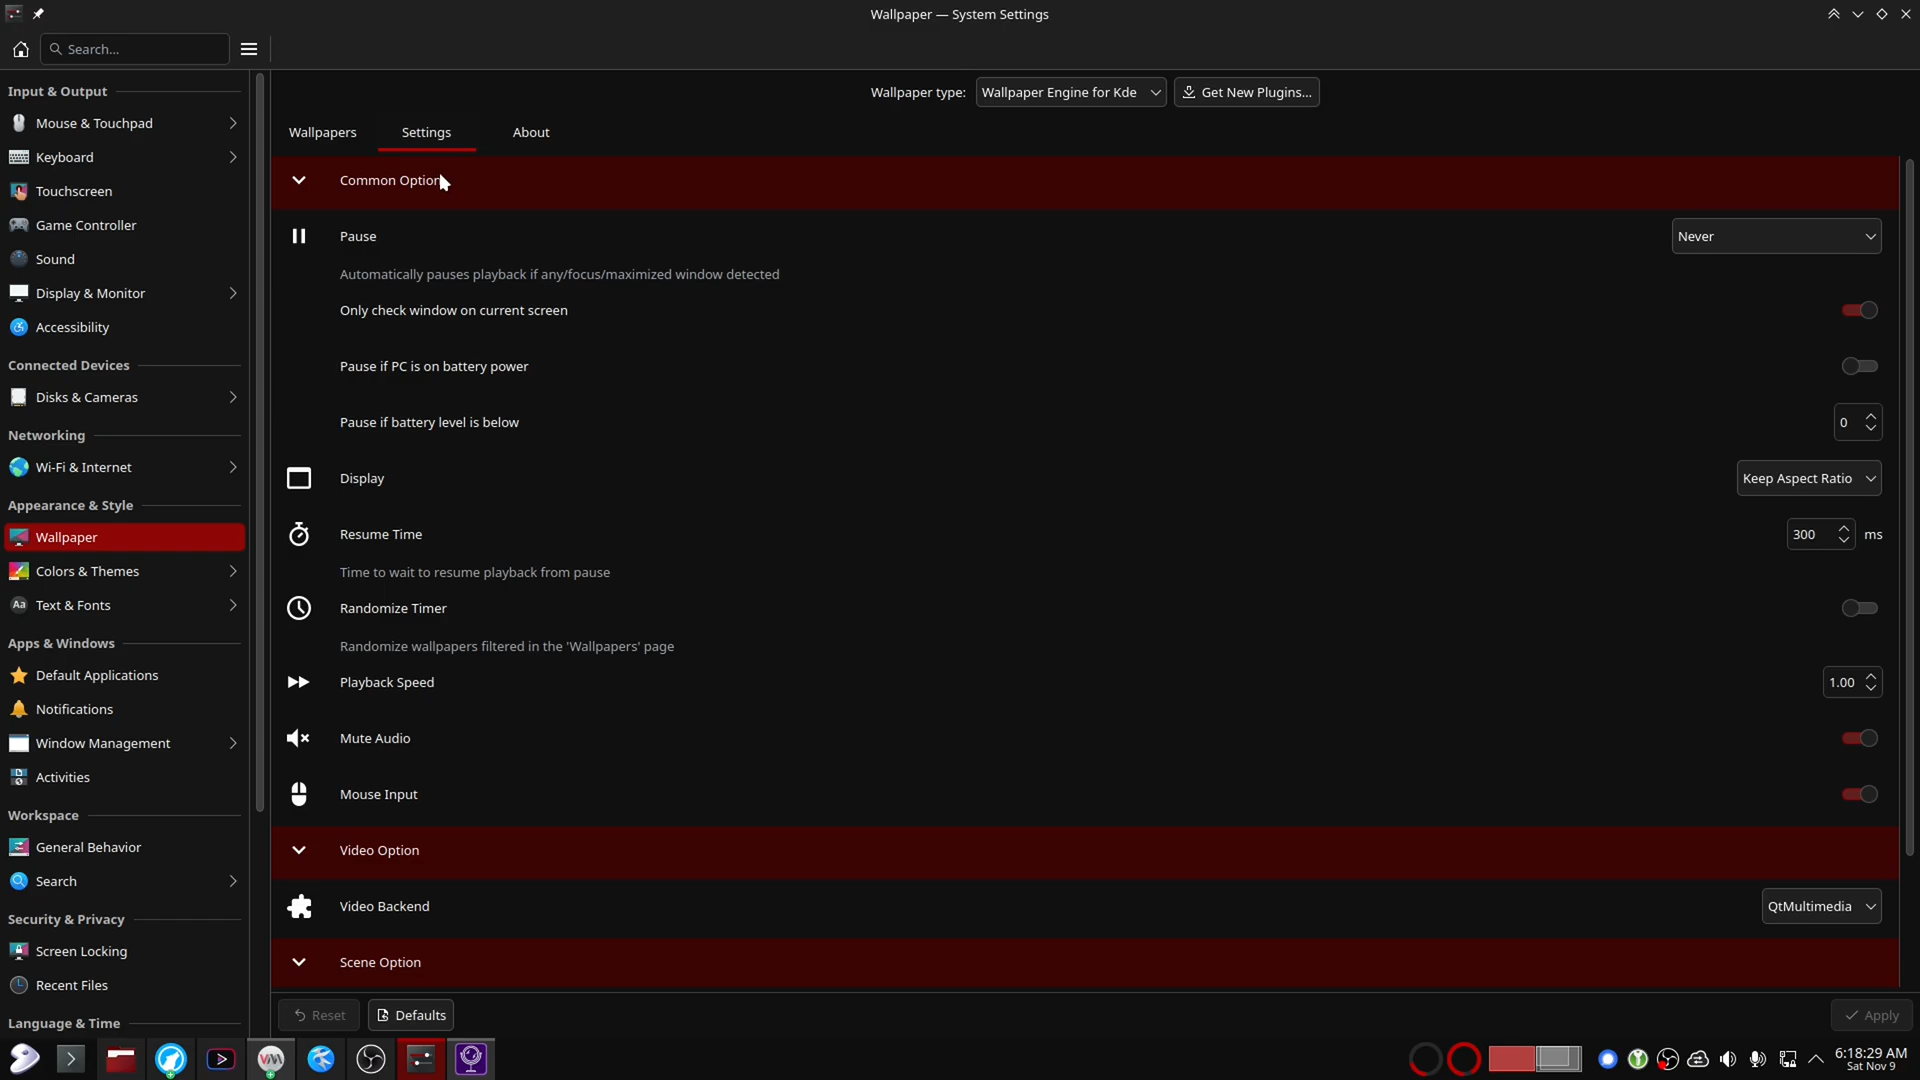 Wallpaper — System Settings
Search...
Input & Output
Mouse & Touchpad
Keyboard
Touchscreen
Game Controller
Sound
Display & Monitor
Accessibility
Connected Devices
Disks & Cameras
Networking
Wi-Fi & Internet
Appearance & Style
Wallpaper
Colors & Themes
Aa Text & Fonts
Apps & Windows
Default Applications
Notifications
Window Management
Activities
Workspace
General Behavior
Search
Security & Privacy
Screen Locking
Recent Files
Language & Time
Wallpaper type: Wallpaper Engine for Kde Get New Plugins...
Wallpapers Settings About
Common Option
Pause Never
Automatically pauses playback if any/focus/maximized window detected
Only check window on current screen
Pause if PC is on battery power
Pause if battery level is below 0
Display Keep Aspect Ratio
Resume Time 300 ms
Time to wait to resume playback from pause
Randomize Timer
Randomize wallpapers filtered in the 'Wallpapers' page
Playback Speed 1.00
Mute Audio
Mouse Input
Video Option
Video Backend QtMultimedia
Scene Option
Reset Defaults Apply
6:18:29 AM
Sat Nov 9